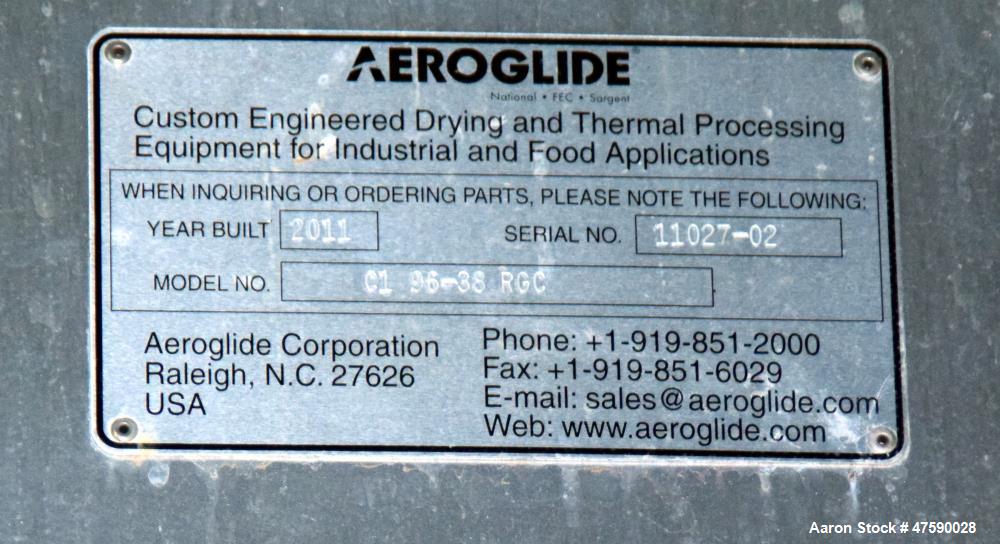 AEROGLIDE
National • FEC • Sargent
Custom Engineered Drying and Thermal Processing
Equipment for Industrial and Food Applications
WHEN INQUIRING OR ORDERING PARTS, PLEASE NOTE THE FOLLOWING:
YEAR BUILT 2011 SERIAL NO. 11027-02
MODEL NO. C1 96-38 RGC
Aeroglide Corporation
Raleigh, N.C. 27626
USA
Phone: +1-919-851-2000
Fax: +1-919-851-6029
E-mail: sales@aeroglide.com
Web: www.aeroglide.com
Aaron Stock # 47590028